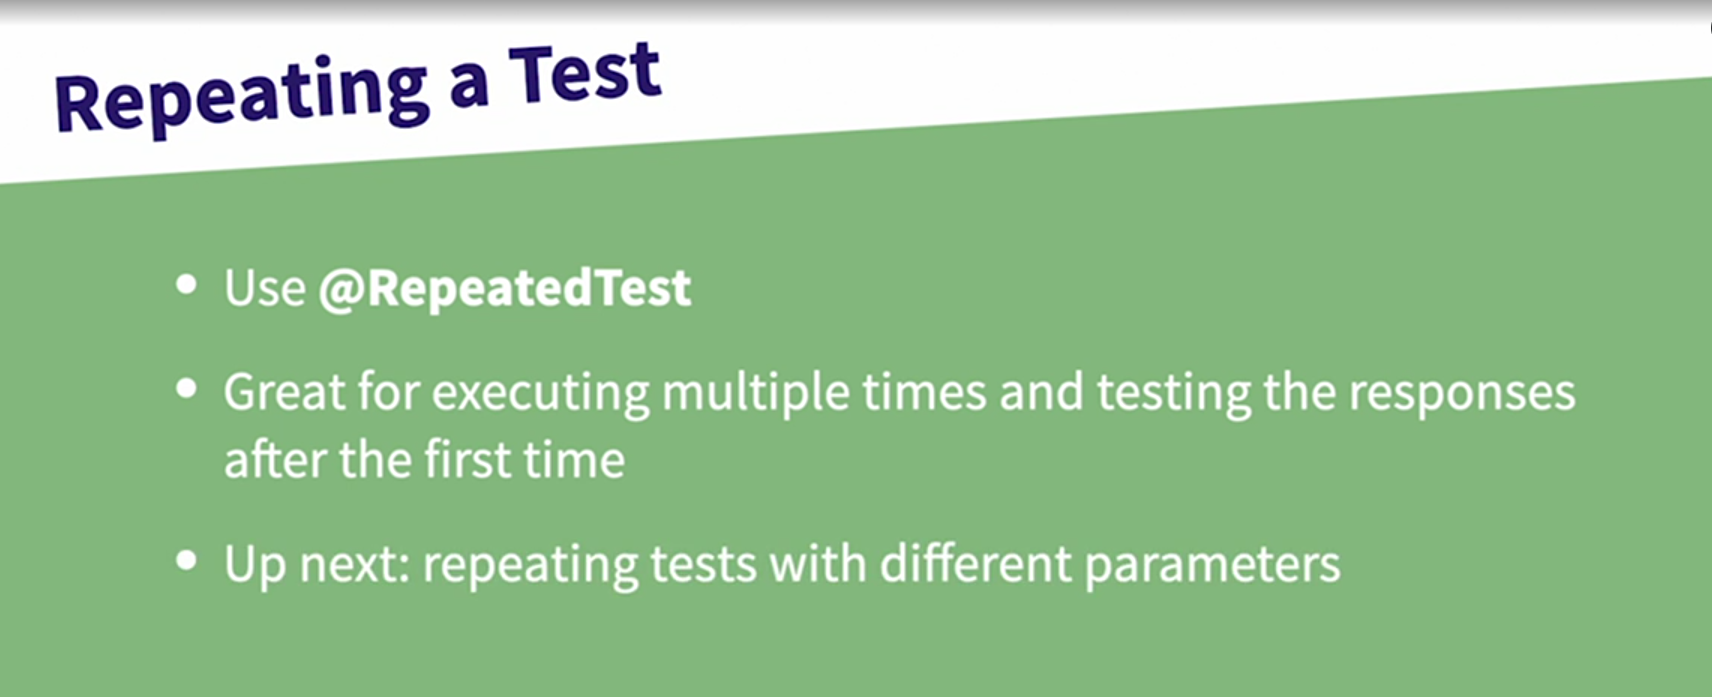 Repeating a Test
Use @RepeatedTest
Great for executing multiple times and testing the responses
after the first time
Up next: repeating tests with different parameters